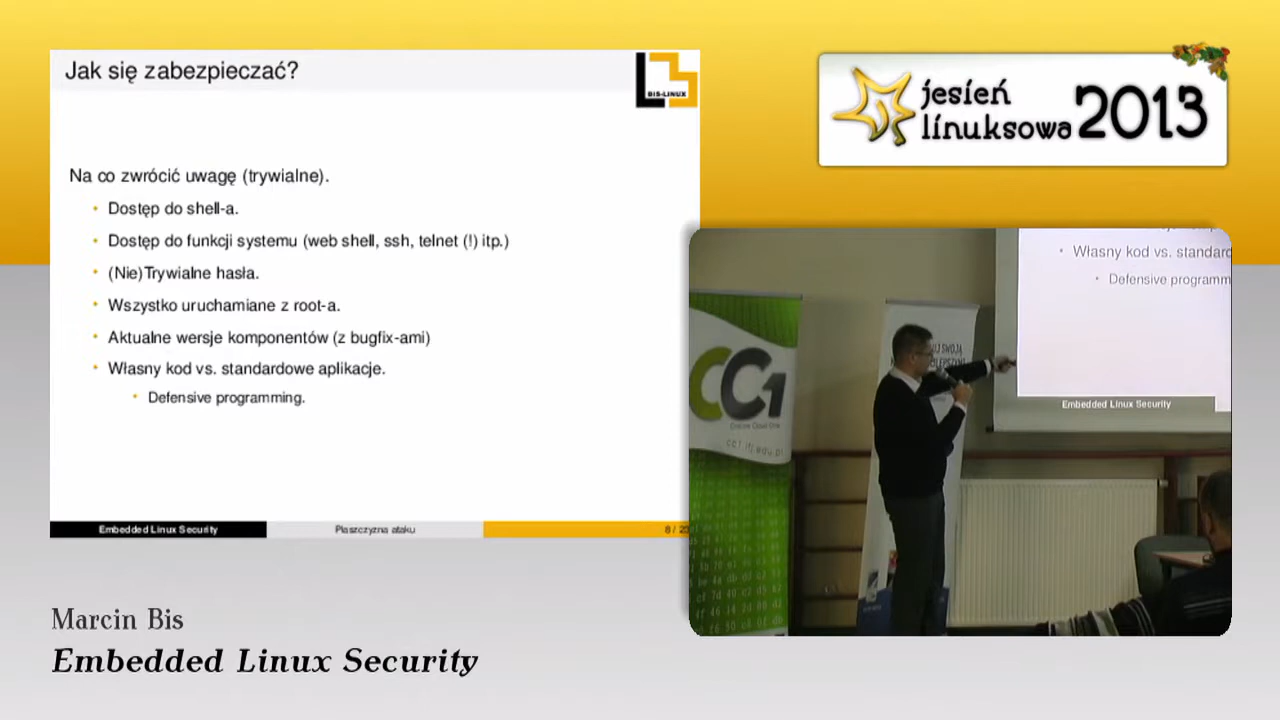 Jak się zabezpieczać?
BIS-LINUX
Na co zwrócić uwagę (trywialne).
• Dostęp do shell-a.
• Dostęp do funkcji systemu (web shell, ssh, telnet (!) itp.)
• (Nie)Trywialne hasła.
• Wszystko uruchamiane z root-a.
• Aktualne wersje komponentów (z bugfix-ami)
• Własny kod vs. standardowe aplikacje.
• Defensive programming.
Embedded Linux Security
Płaszczyzna ataku
8 / 23
jesień
linuksowa 2013
• Własny kod vs. standard
• Defensive programm
Embedded Linux Security
CC1
Marcin Bis
Embedded Linux Security